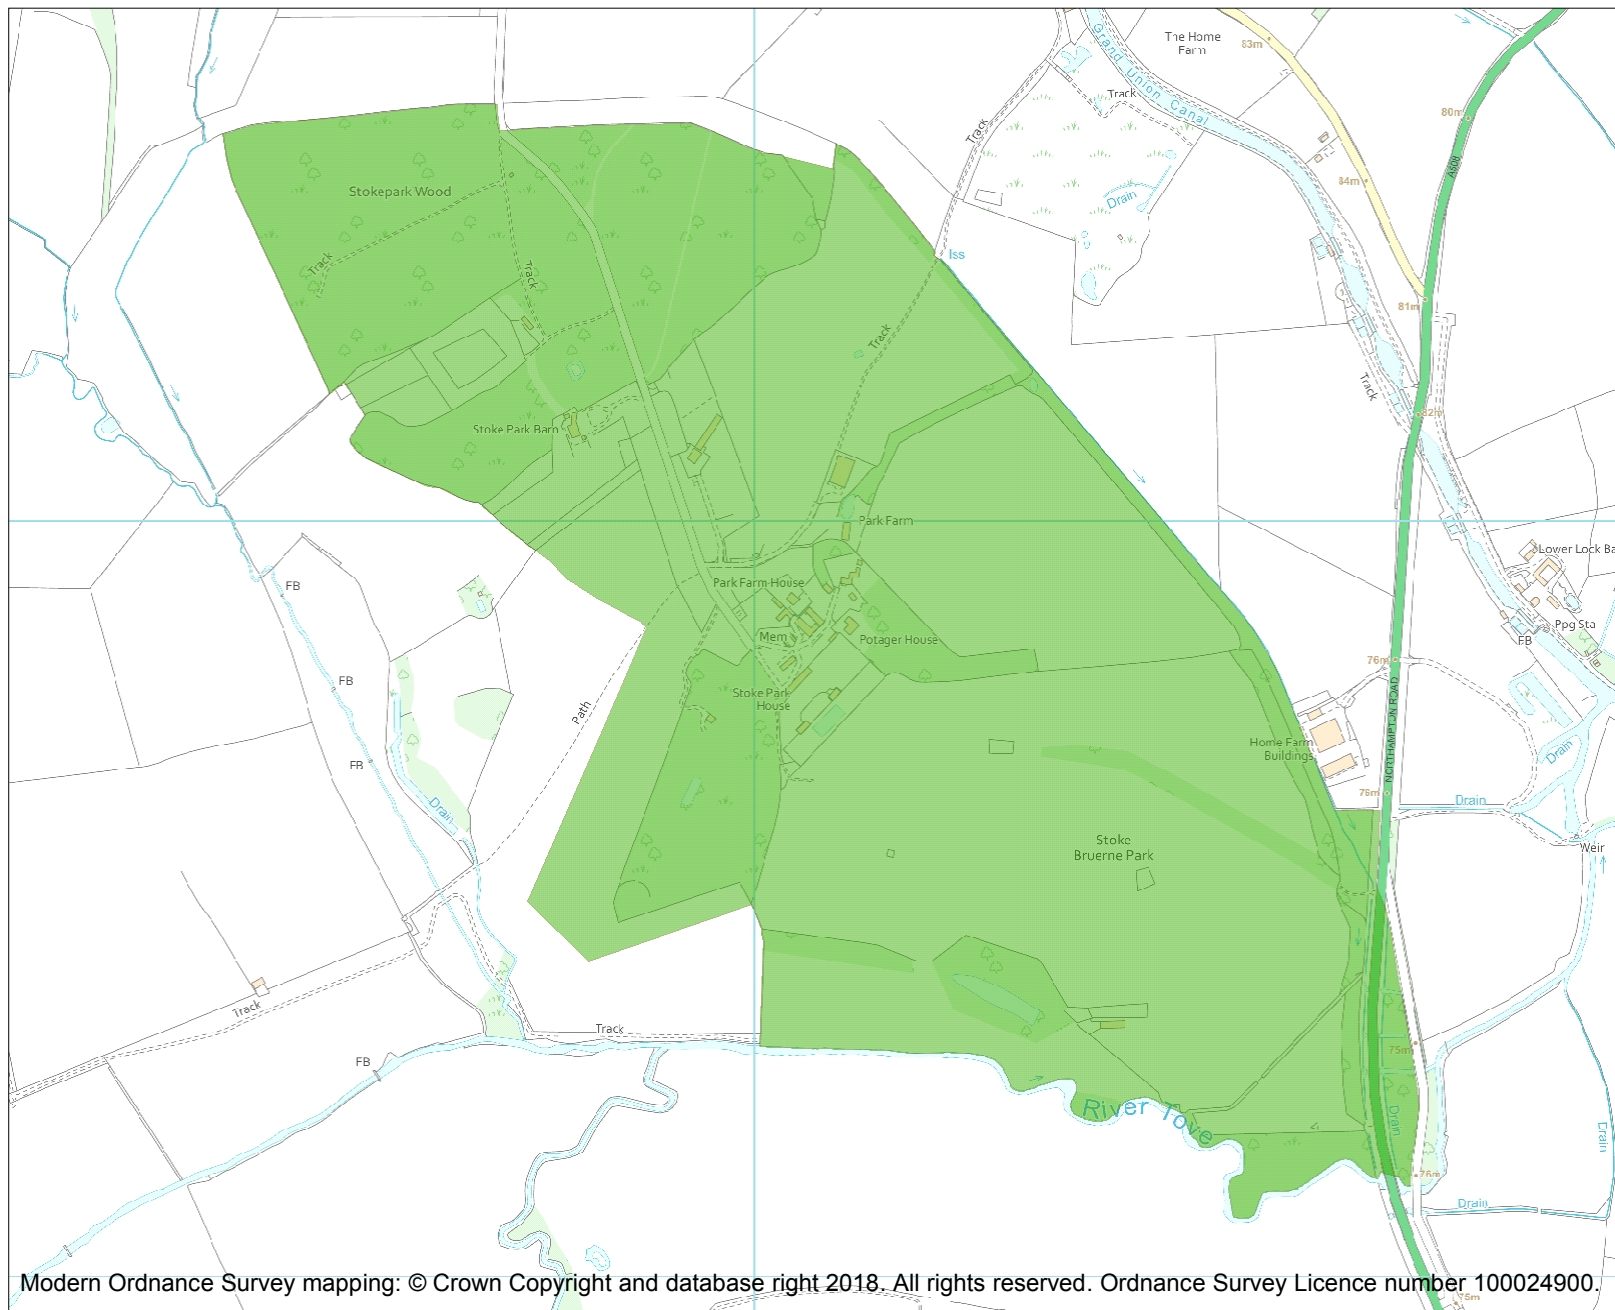 The Home
Farm
83m
Grand Union Canal
Track
80m
A508
Track
84m
Stokepark Wood
Drain
Track
Track
Iss
81m
Track
Track
82m
Stoke Park Barn
Park Farm
Lower Lock Ba
FB
Park Farm House
Ppg Sta
Mem
Potager House
FB
76m
FB
Stoke Park
House
Path
NORTHAMPTON ROAD
Home Farm
Buildings
Drain
FB
76m
Drain
Drain
Stoke
Bruerne Park
Weir
Track
Track
75m
FB
River Tove
Drain
Drain
76m
Drain
Modern Ordnance Survey mapping: © Crown Copyright and database right 2018. All rights reserved. Ordnance Survey Licence number 100024900.
75m